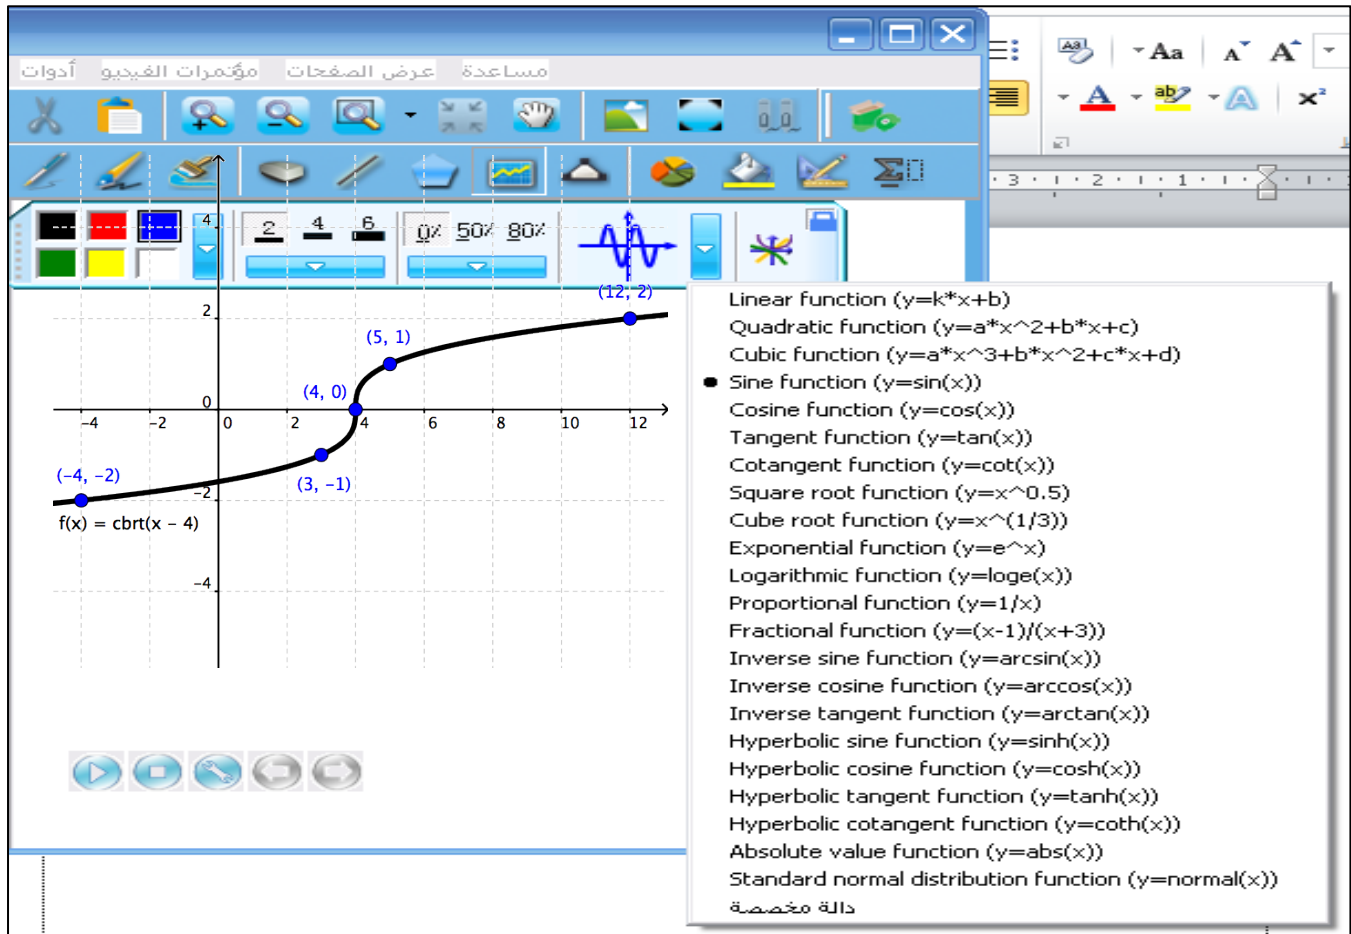 أدوات مؤتمرات الفيديو عرض الصفحات مساعدة
Aa A A
A ab A x²
3 2 1
2 4 6 0% 50% 80%
4
2
0
-2
-4
-4 -2 0 2 4 6 8 10 12
(12, 2)
(5, 1)
(4, 0)
(-4, -2)
(3, -1)
f(x) = cbrt(x - 4)
Linear function (y=k*x+b)
Quadratic function (y=a*x^2+b*x+c)
Cubic function (y=a*x^3+b*x^2+c*x+d)
Sine function (y=sin(x))
Cosine function (y=cos(x))
Tangent function (y=tan(x))
Cotangent function (y=cot(x))
Square root function (y=x^0.5)
Cube root function (y=x^(1/3))
Exponential function (y=e^x)
Logarithmic function (y=loge(x))
Proportional function (y=1/x)
Fractional function (y=(x-1)/(x+3))
Inverse sine function (y=arcsin(x))
Inverse cosine function (y=arccos(x))
Inverse tangent function (y=arctan(x))
Hyperbolic sine function (y=sinh(x))
Hyperbolic cosine function (y=cosh(x))
Hyperbolic tangent function (y=tanh(x))
Hyperbolic cotangent function (y=coth(x))
Absolute value function (y=abs(x))
Standard normal distribution function (y=normal(x))
دالة مخصصة